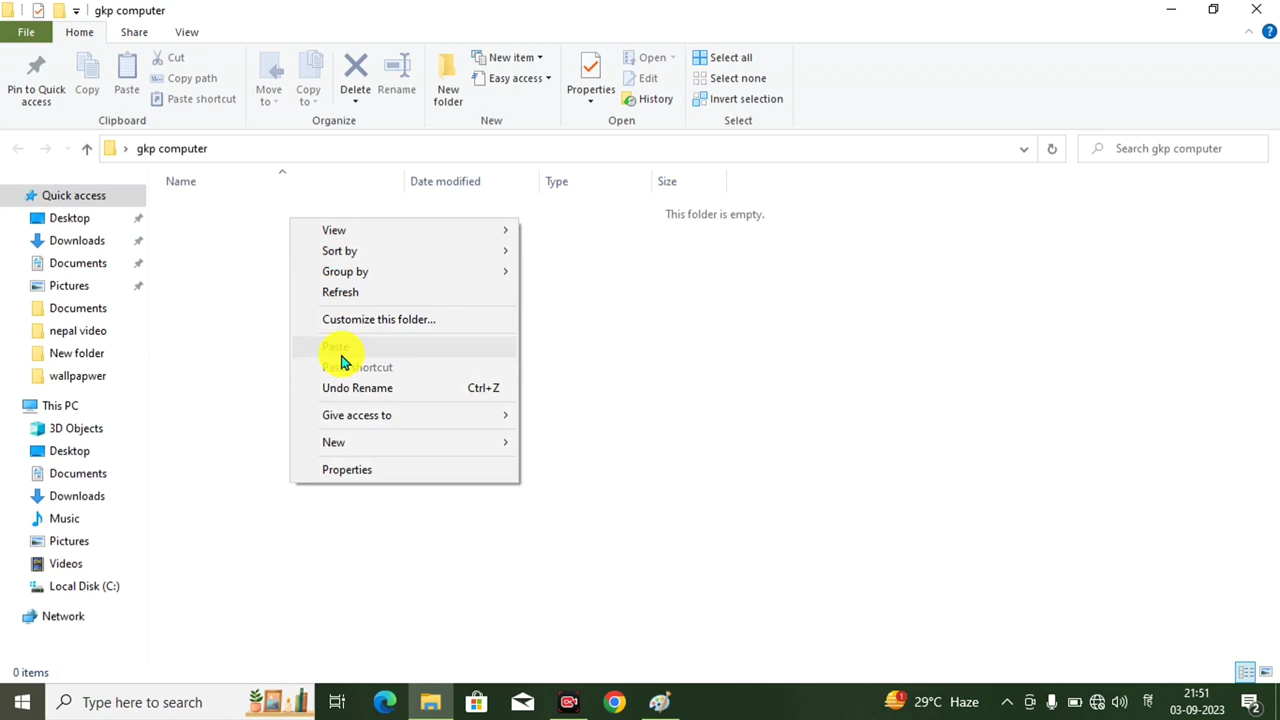 gkp computer
File Home Share View
Pin to Quick access
Copy
Paste
Cut
Copy path
Paste shortcut
Clipboard
Move to
Copy to
Delete
Rename
Organize
New folder
New item
Easy access
New
Properties
Open
Edit
History
Open
Select all
Select none
Invert selection
Select
gkp computer
Search gkp computer
Name Date modified Type Size
This folder is empty.
Quick access
Desktop
Downloads
Documents
Pictures
Documents
nepal video
New folder
wallpapwer
This PC
3D Objects
Desktop
Documents
Downloads
Music
Pictures
Videos
Local Disk (C:)
Network
View
Sort by
Group by
Refresh
Customize this folder...
Paste
Paste shortcut
Undo Rename Ctrl+Z
Give access to
New
Properties
0 items
Type here to search
1
29°C Haze
21:51
03-09-2023
2